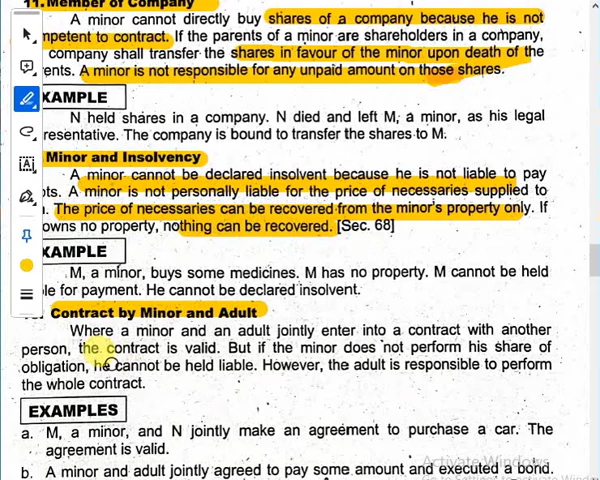 11. Member of Company
A minor cannot directly buy shares of a company because he is not
mpetent to contract. If the parents of a minor are shareholders in a company,
company shall transfer the shares in favour of the minor upon death of the
ents. A minor is not responsible for any unpaid amount on those shares.
XAMPLE
N held shares in a company. N died and left M, a minor, as his legal
resentative. The company is bound to transfer the shares to M.
Minor and Insolvency
A minor cannot be declared insolvent because he is not liable to pay
ts. A minor is not personally liable for the price of necessaries supplied to
. The price of necessaries can be recovered from the minor's property only. If
owns no property, nothing can be recovered. [Sec. 68]
XAMPLE
M, a minor, buys some medicines. M has no property. M cannot be held
le for payment. He cannot be declared insolvent.
Contract by Minor and Adult
Where a minor and an adult jointly enter into a contract with another
person, the contract is valid. But if the minor does not perform his share of
obligation, he cannot be held liable. However, the adult is responsible to perform
the whole contract.
EXAMPLES
a. M, a minor, and N jointly make an agreement to purchase a car. The
agreement is valid.
Activate Windows
b. A minor and adult jointly agreed to pay some amount and executed a bond.